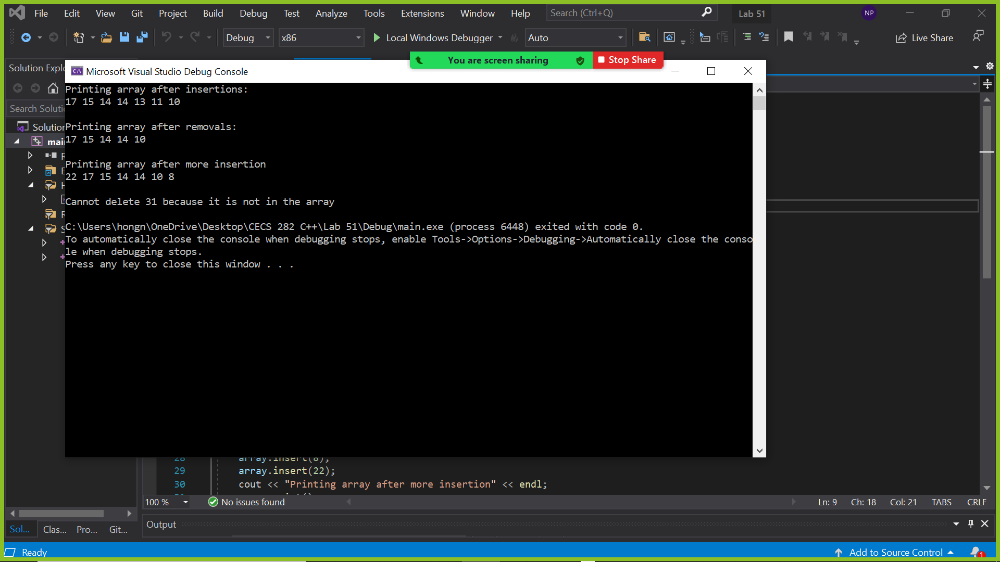 File Edit View Git Project Build Debug Test Analyze Tools Extensions Window Help Search (Ctrl+Q) Lab 51 NP
Debug x86 Local Windows Debugger Auto Live Share
You are screen sharing Stop Share
Solution Explo
Microsoft Visual Studio Debug Console
Search Soluti
Solution
mai
Printing array after insertions:
17 15 14 14 13 11 10
Printing array after removals:
17 15 14 14 10
Printing array after more insertion
22 17 15 14 14 10 8
Cannot delete 31 because it is not in the array
C:\Users\hongn\OneDrive\Desktop\CECS 282 C++\Lab 51\Debug\main.exe (process 6448) exited with code 0.
To automatically close the console when debugging stops, enable Tools->Options->Debugging->Automatically close the conso
le when debugging stops.
Press any key to close this window . . .
28 array.insert(8);
29 array.insert(22);
30 cout << "Printing array after more insertion" << endl;
100 % No issues found Ln: 9 Ch: 18 Col: 21 TABS CRLF
Output
Sol... Clas... Pro... Git...
Ready Add to Source Control 1